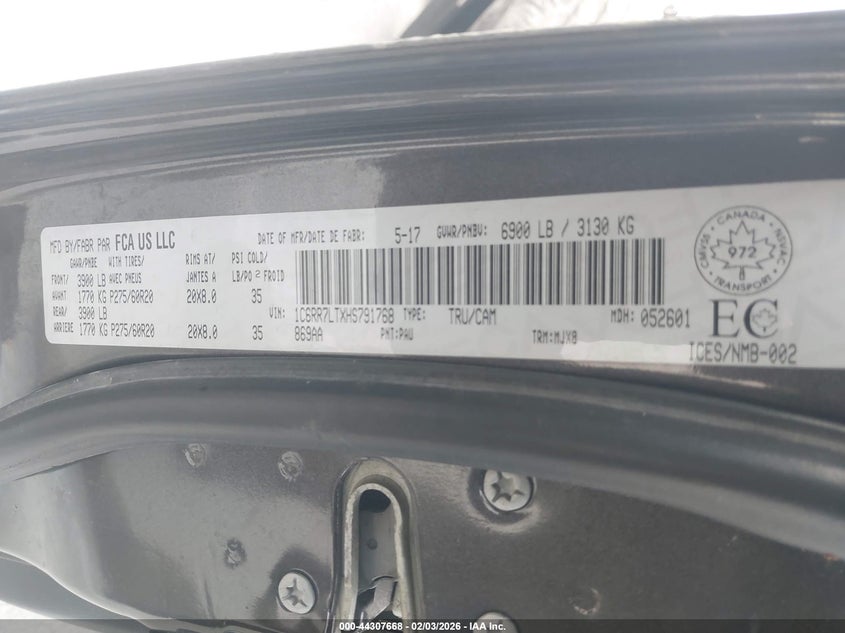 MFD BY/FABR PAR FCA US LLC
DATE OF MFR/DATE DE FABR: 5-17 GVWR/PNBV: 6900 LB / 3130 KG
GAWR/PNBE WITH TIRES/ RIMS AT/ PSI COLD/
FRONT/ 3900 LB AVEC PNEUS JANTES A LB/PO² FROID
AVANT 1770 KG P275/60R20 20X8.0 35
REAR/ 3900 LB
ARRIERE 1770 KG P275/60R20 20X8.0 35
VIN: 1C6RR7LTXHS791768 TYPE: TRU/CAM MDH: 052601
869AA PNT:PAU TRM:MJX8
CANADA
CMVSS NSVAC
972
TRANSPORT
EC
ICES/NMB-002
000-44307668 - 02/03/2026 - IAA Inc.